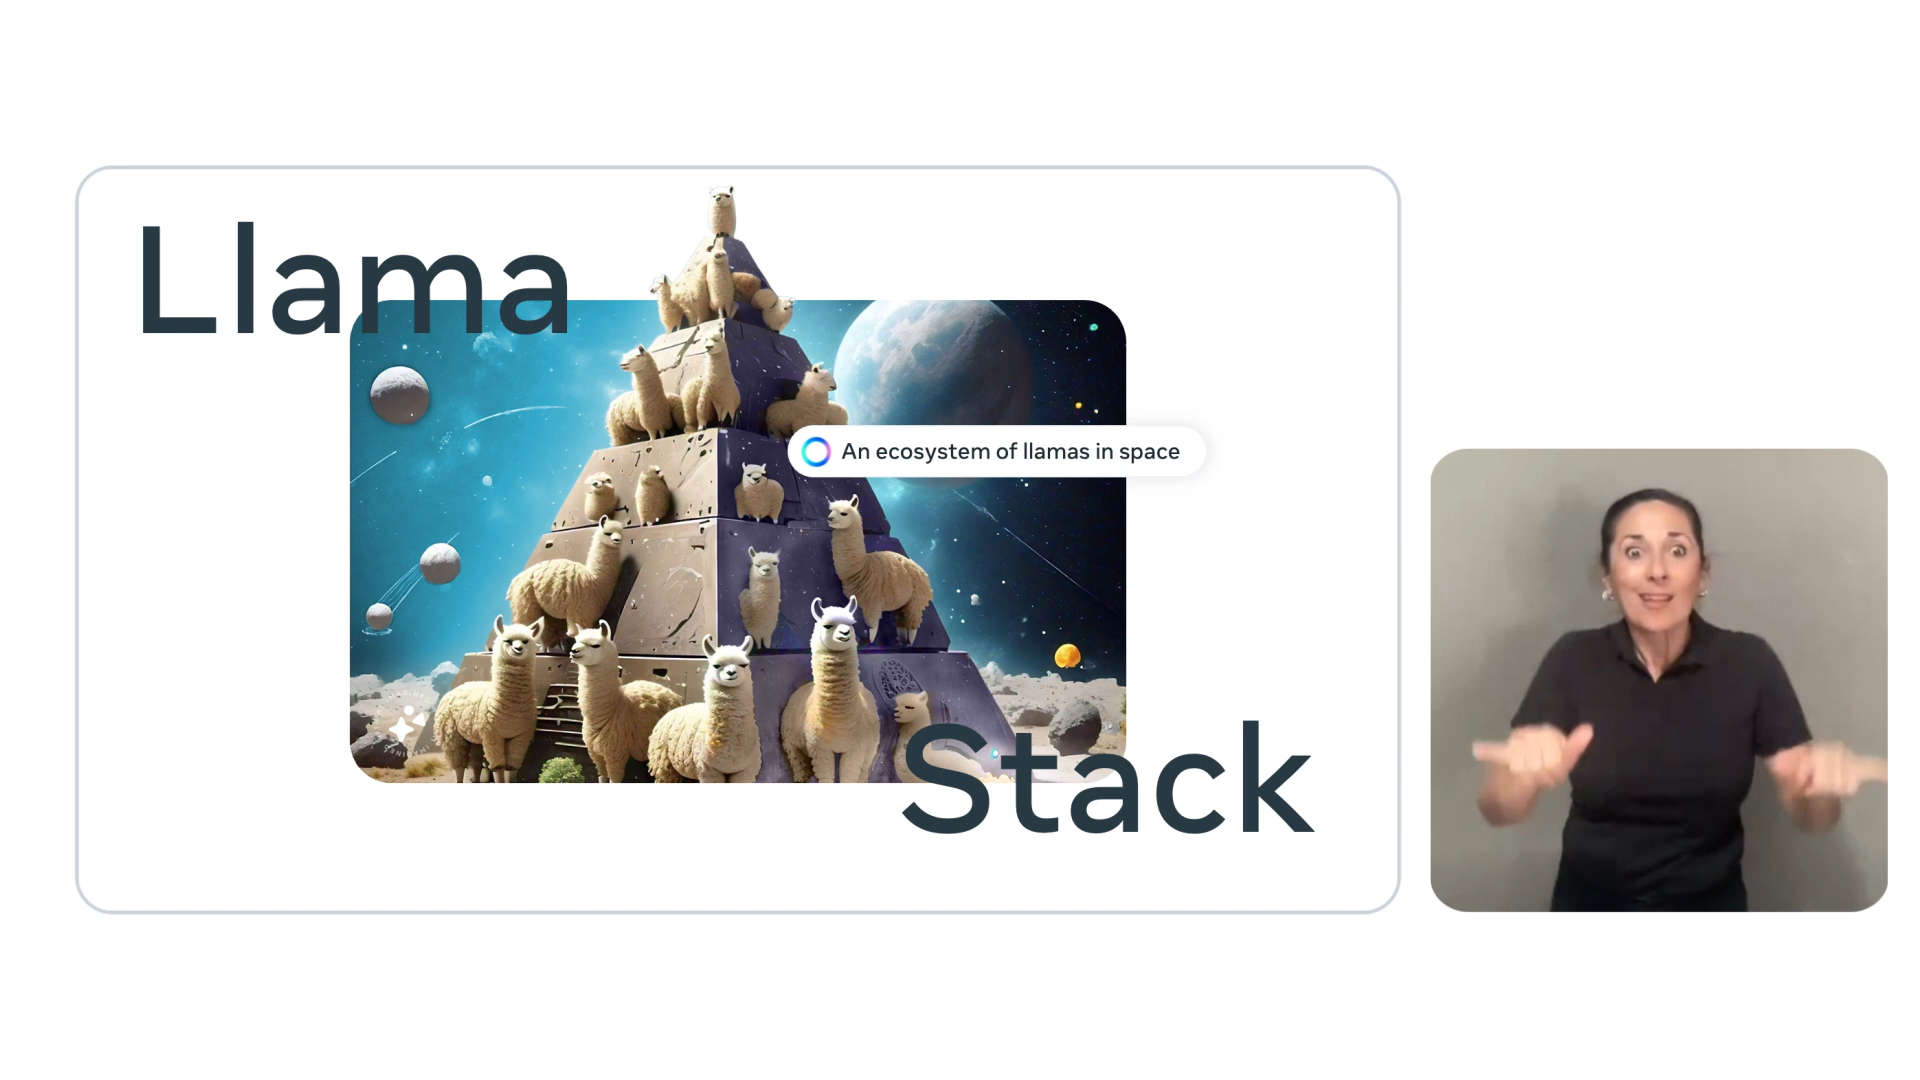 Llama
An ecosystem of llamas in space
Stack